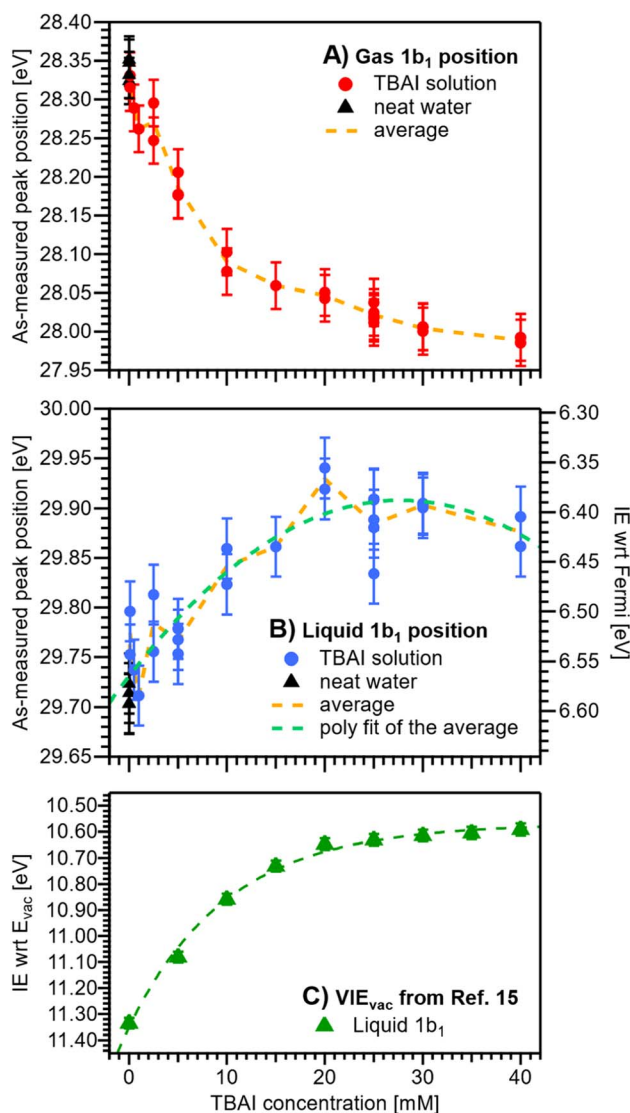 28.40
28.35
28.30
28.25
28.20
28.15
28.10
28.05
28.00
27.95
As-measured peak position [eV]
A) Gas 1b₁ position
TBAI solution
neat water
average
30.00
29.95
29.90
29.85
29.80
29.75
29.70
29.65
As-measured peak position [eV]
6.30
6.35
6.40
6.45
6.50
6.55
6.60
IE wrt Fermi [eV]
B) Liquid 1b₁ position
TBAI solution
neat water
average
poly fit of the average
10.50
10.60
10.70
10.80
10.90
11.00
11.10
11.20
11.30
11.40
IE wrt Eᵥₐc [eV]
C) VIEᵥₐc from Ref. 15
Liquid 1b₁
0
10
20
30
40
TBAI concentration [mM]